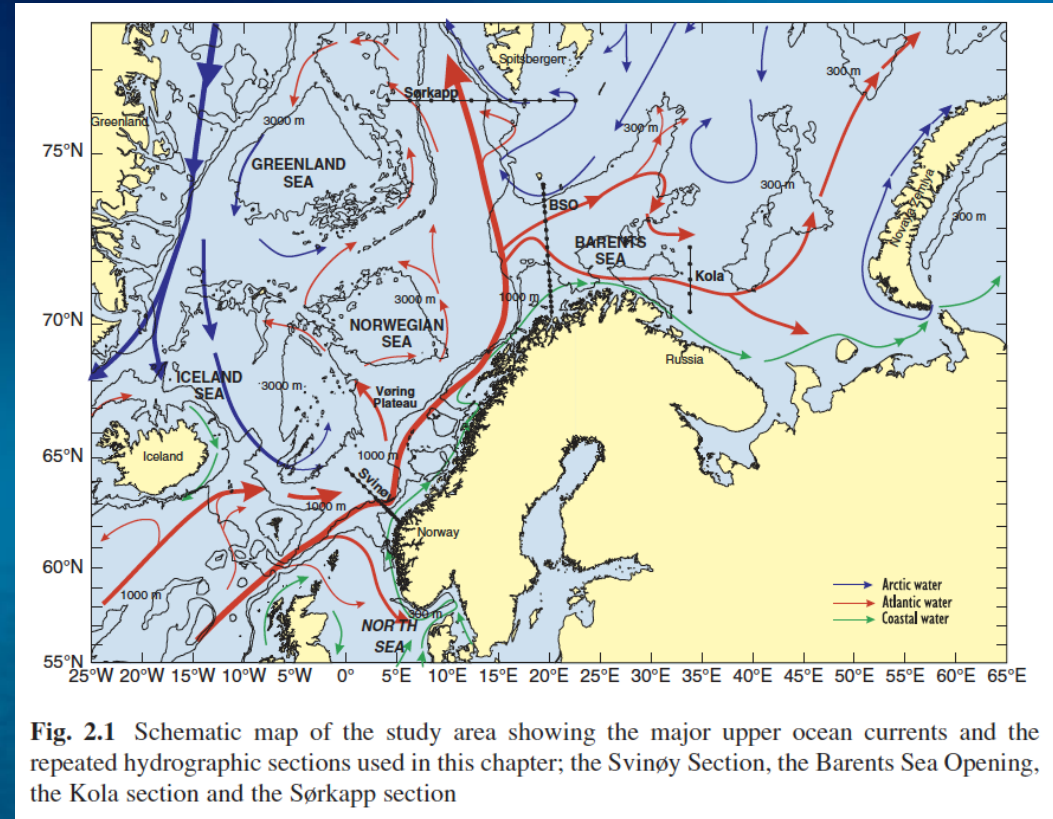 Spitsbergen
300 m
Sørkapp
Greenland
3000 m
300 m
75°N
GREENLAND
SEA
300 m
Novaya Zemlya
BSO
300 m
BARENTS
SEA
Kola
3000 m
1000 m
70°N
NORWEGIAN
SEA
Russia
ICELAND
SEA
3000 m
Vøring
Plateau
65°N
Iceland
1000 m
Svinøy
1000 m
Norway
60°N
1000 m
Arctic water
Atlantic water
Coastal water
300 m
NORTH
SEA
55°N
25°W 20°W 15°W 10°W 5°W 0° 5°E 10°E 15°E 20°E 25°E 30°E 35°E 40°E 45°E 50°E 55°E 60°E 65°E
Fig. 2.1 Schematic map of the study area showing the major upper ocean currents and the
repeated hydrographic sections used in this chapter; the Svinøy Section, the Barents Sea Opening,
the Kola section and the Sørkapp section